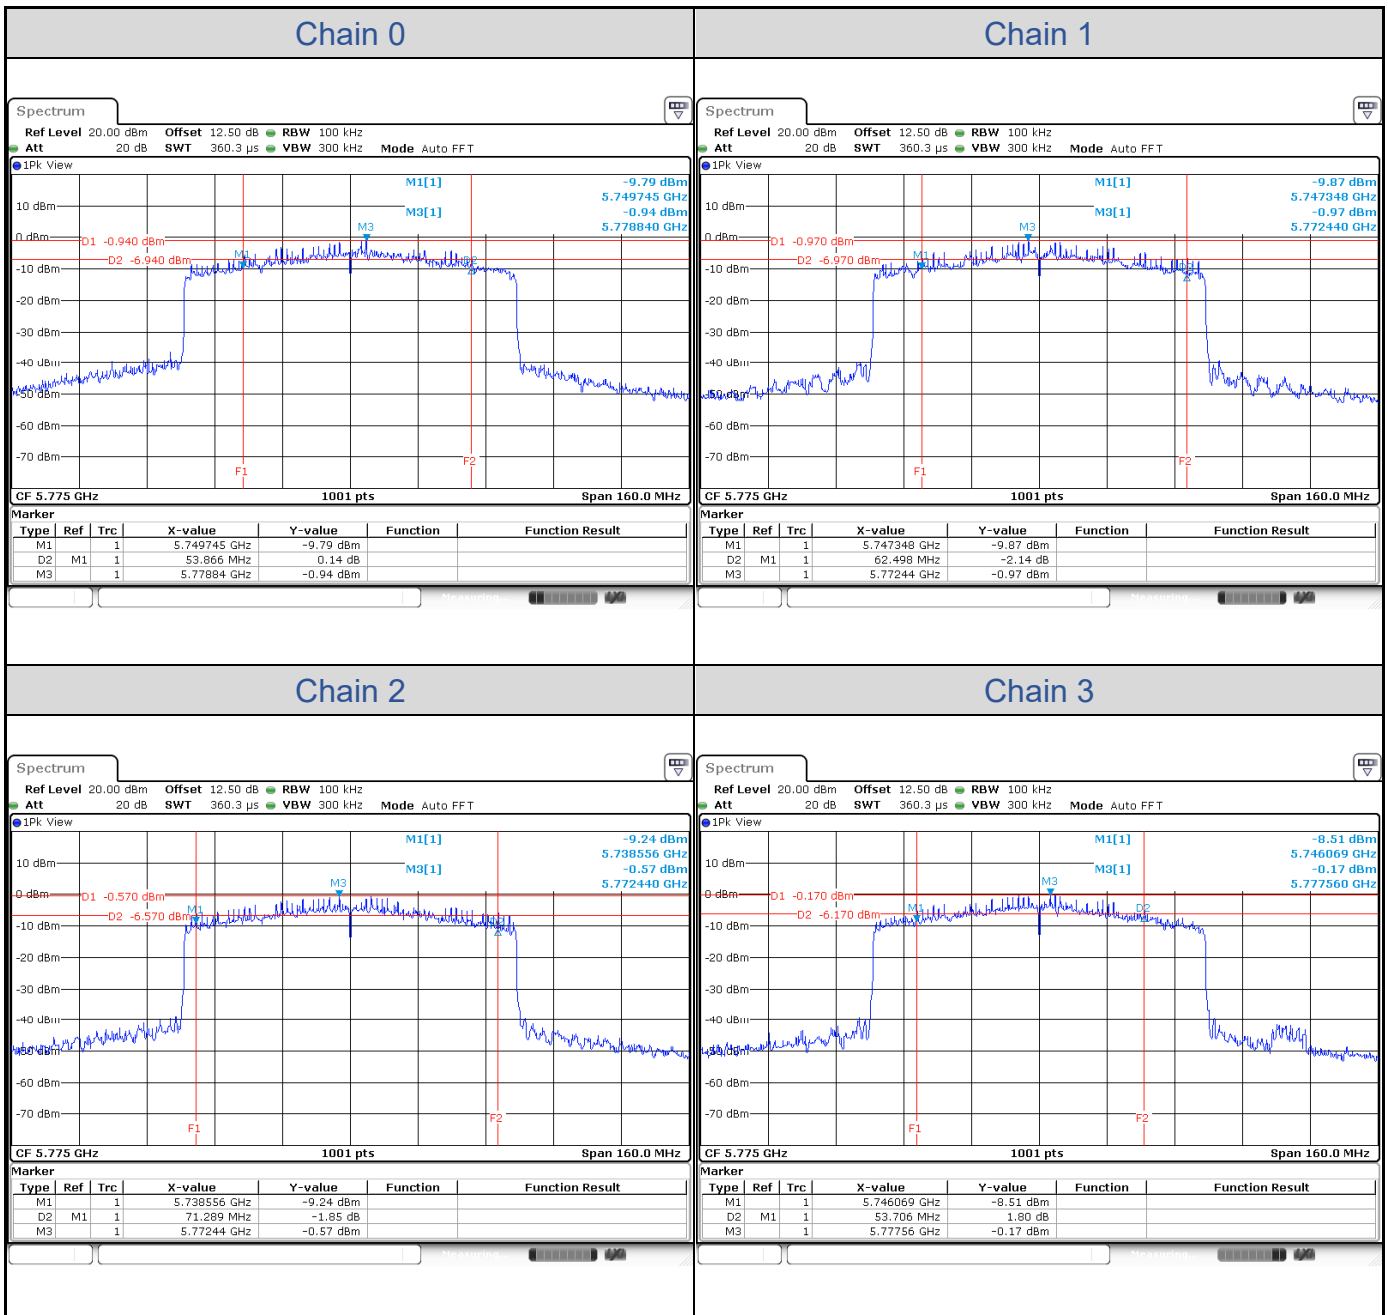 Chain 0
Chain 1
Spectrum
Ref Level 20.00 dBm Offset 12.50 dB RBW 100 kHz
Att 20 dB SWT 360.3 µs VBW 300 kHz Mode Auto FFT
1Pk View
M1[1] -9.79 dBm
5.749745 GHz
M3[1] -0.94 dBm
5.778840 GHz
10 dBm
M3
0 dBm
D1 -0.940 dBm
M1
D2 -6.940 dBm
D2
-10 dBm
-20 dBm
-30 dBm
-40 dBm
-50 dBm
-60 dBm
-70 dBm
F1
F2
CF 5.775 GHz 1001 pts Span 160.0 MHz
Marker
Type Ref Trc X-value Y-value Function Function Result
M1 1 5.749745 GHz -9.79 dBm
D2 M1 1 53.866 MHz 0.14 dB
M3 1 5.77884 GHz -0.94 dBm
Measuring...
Spectrum
Ref Level 20.00 dBm Offset 12.50 dB RBW 100 kHz
Att 20 dB SWT 360.3 µs VBW 300 kHz Mode Auto FFT
1Pk View
M1[1] -9.87 dBm
5.747348 GHz
M3[1] -0.97 dBm
5.772440 GHz
10 dBm
M3
0 dBm
D1 -0.970 dBm
M1
D2 -6.970 dBm
D2
-10 dBm
-20 dBm
-30 dBm
-40 dBm
-50 dBm
-60 dBm
-70 dBm
F1
F2
CF 5.775 GHz 1001 pts Span 160.0 MHz
Marker
Type Ref Trc X-value Y-value Function Function Result
M1 1 5.747348 GHz -9.87 dBm
D2 M1 1 62.498 MHz -2.14 dB
M3 1 5.77244 GHz -0.97 dBm
Measuring...
Chain 2
Chain 3
Spectrum
Ref Level 20.00 dBm Offset 12.50 dB RBW 100 kHz
Att 20 dB SWT 360.3 µs VBW 300 kHz Mode Auto FFT
1Pk View
M1[1] -9.24 dBm
5.738556 GHz
M3[1] -0.57 dBm
5.772440 GHz
10 dBm
M3
0 dBm
D1 -0.570 dBm
M1
D2 -6.570 dBm
D2
-10 dBm
-20 dBm
-30 dBm
-40 dBm
-50 dBm
-60 dBm
-70 dBm
F1
F2
CF 5.775 GHz 1001 pts Span 160.0 MHz
Marker
Type Ref Trc X-value Y-value Function Function Result
M1 1 5.738556 GHz -9.24 dBm
D2 M1 1 71.289 MHz -1.85 dB
M3 1 5.77244 GHz -0.57 dBm
Measuring...
Spectrum
Ref Level 20.00 dBm Offset 12.50 dB RBW 100 kHz
Att 20 dB SWT 360.3 µs VBW 300 kHz Mode Auto FFT
1Pk View
M1[1] -8.51 dBm
5.746069 GHz
M3[1] -0.17 dBm
5.777560 GHz
10 dBm
M3
0 dBm
D1 -0.170 dBm
M1
D2 -6.170 dBm
D2
-10 dBm
-20 dBm
-30 dBm
-40 dBm
-50 dBm
-60 dBm
-70 dBm
F1
F2
CF 5.775 GHz 1001 pts Span 160.0 MHz
Marker
Type Ref Trc X-value Y-value Function Function Result
M1 1 5.746069 GHz -8.51 dBm
D2 M1 1 53.706 MHz 1.80 dB
M3 1 5.77756 GHz -0.17 dBm
Measuring...